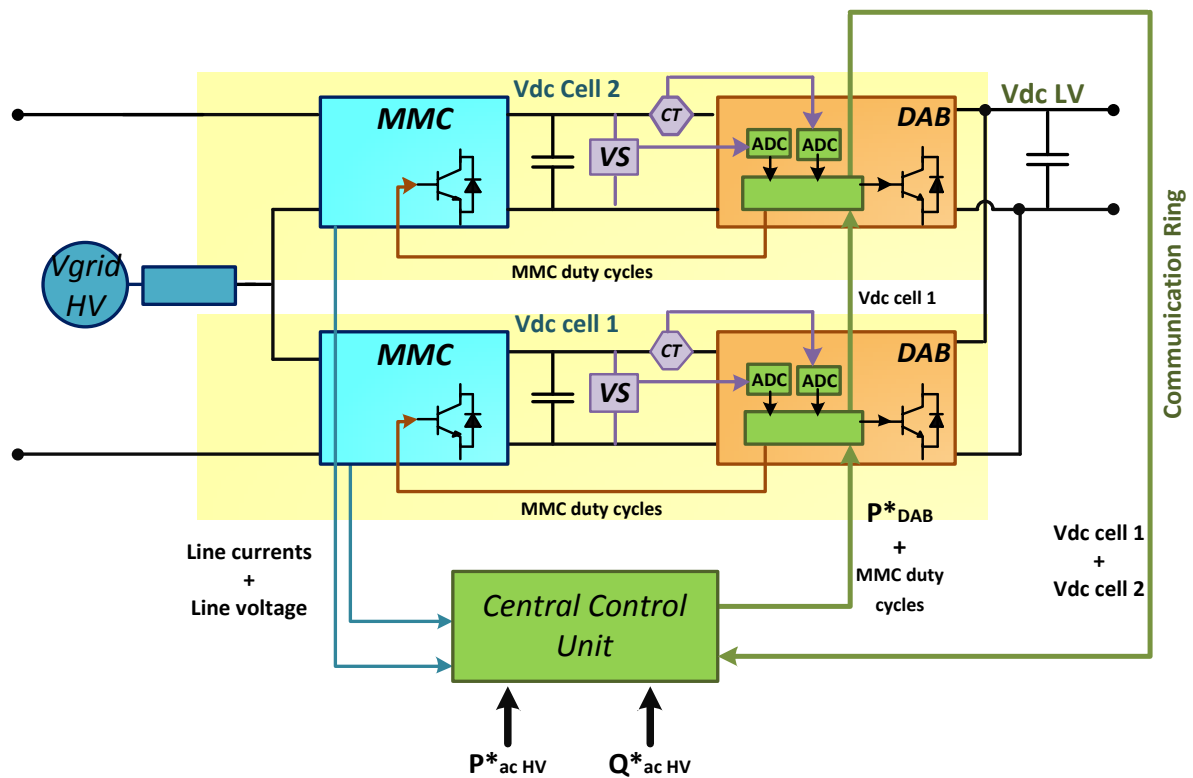 Vdc Cell 2
Vdc LV
MMC
CT
DAB
VS
ADC
ADC
MMC duty cycles
Vgrid
HV
Vdc cell 1
Communication Ring
Vdc cell 1
MMC
CT
DAB
VS
ADC
ADC
MMC duty cycles
Line currents
+
Line voltage
P*DAB
+
MMC duty
cycles
Vdc cell 1
+
Vdc cell 2
Central Control
Unit
P*ac HV
Q*ac HV